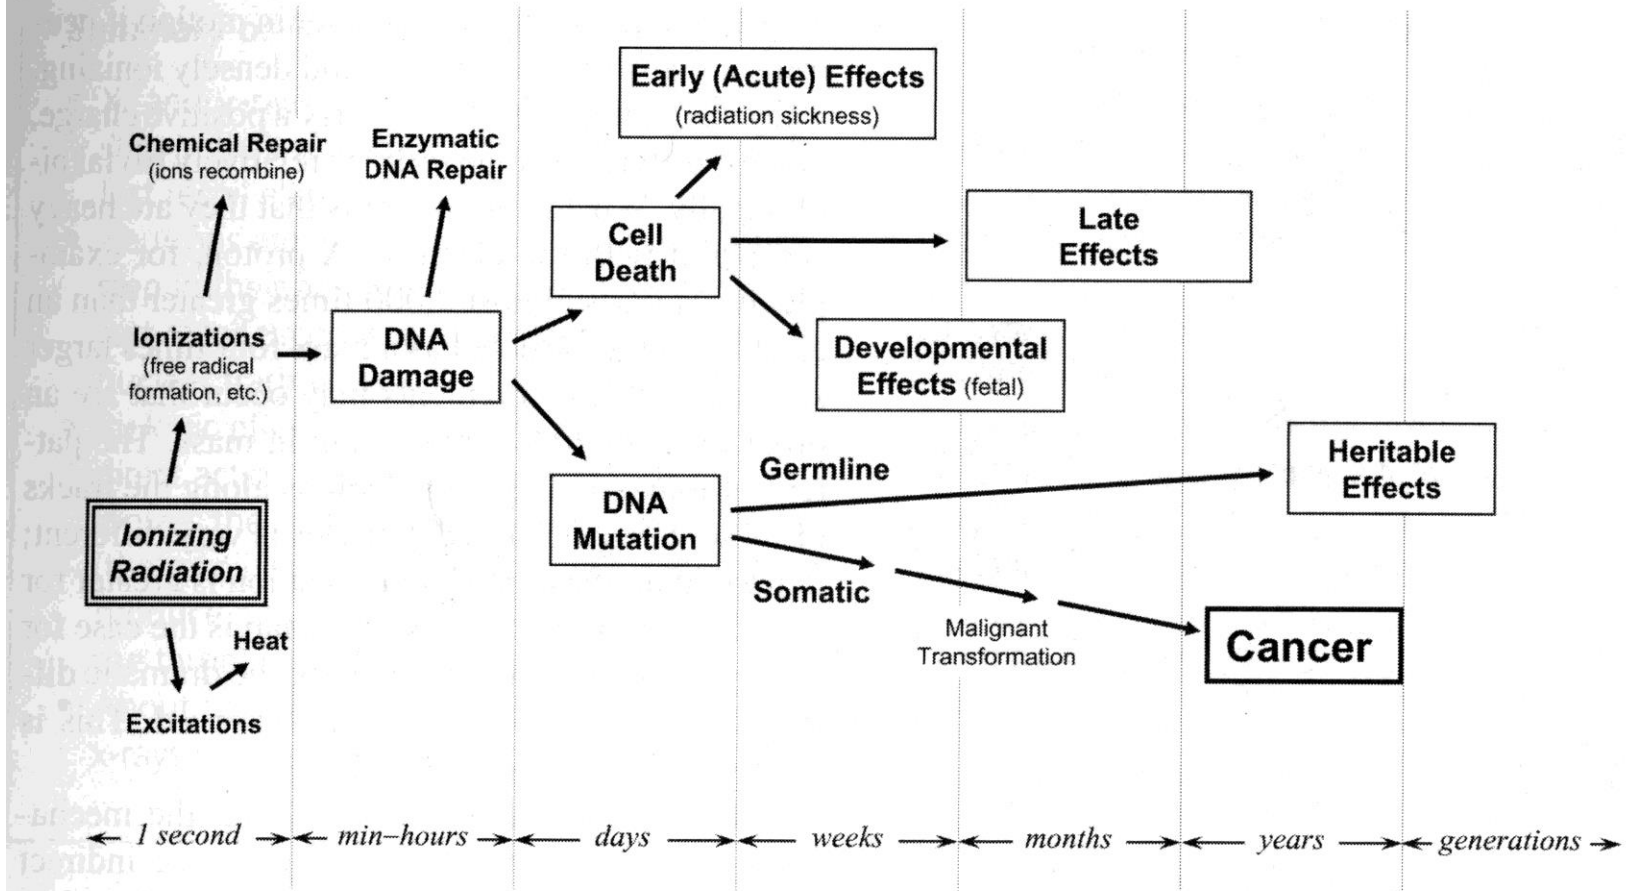 Early (Acute) Effects
(radiation sickness)
Chemical Repair
(ions recombine)
Enzymatic
DNA Repair
Cell
Death
Late
Effects
Ionizations
(free radical
formation, etc.)
DNA
Damage
Developmental
Effects (fetal)
Germline
Heritable
Effects
DNA
Mutation
Ionizing
Radiation
Somatic
Malignant
Transformation
Cancer
Heat
Excitations
1 second
min–hours
days
weeks
months
years
generations